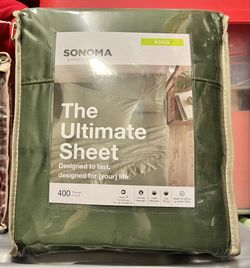 SONOMA
KING
The
Ultimate
Sheet
Designed to last,
designed for [your] life.
400